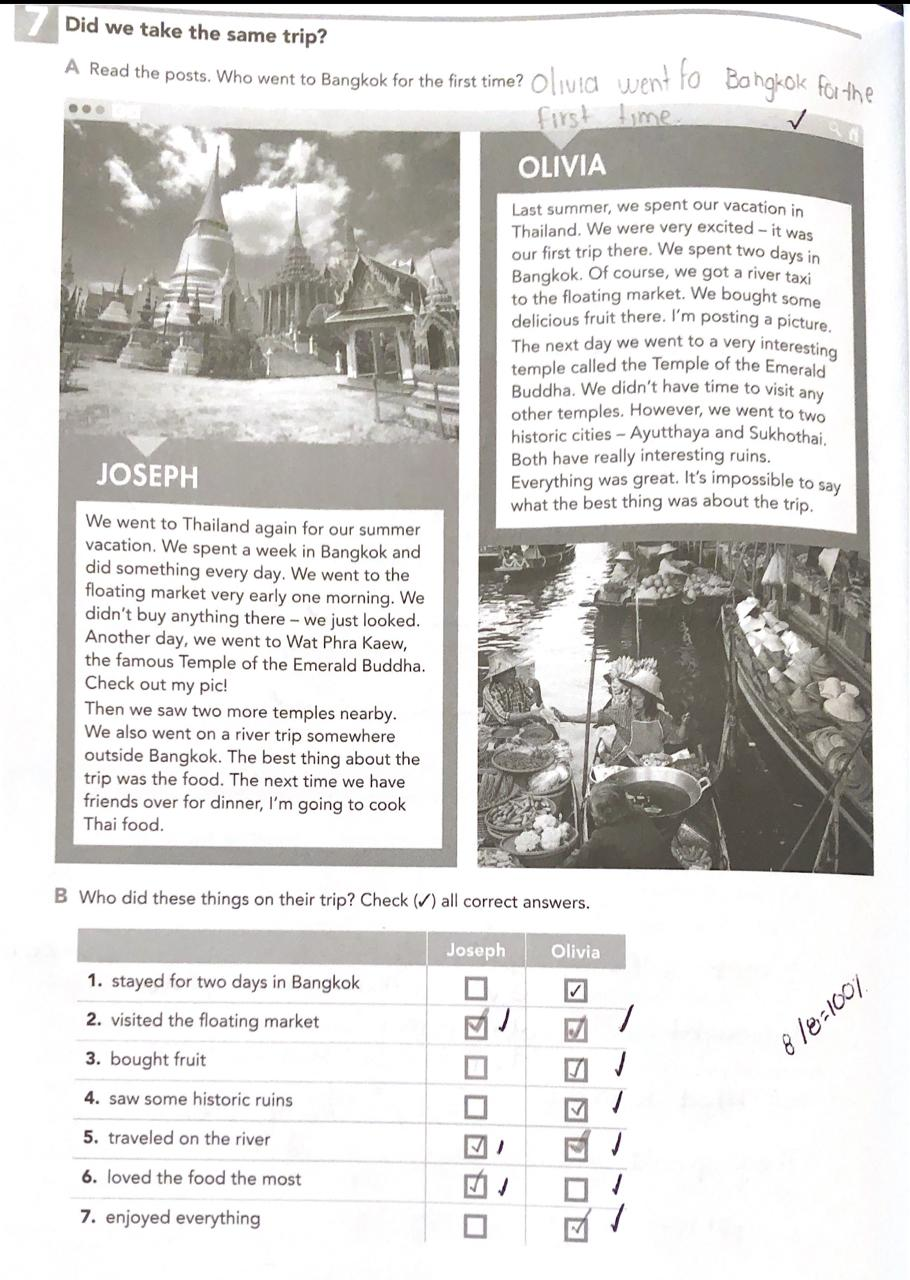 7 Did we take the same trip?
A Read the posts. Who went to Bangkok for the first time? Olivia went to Bangkok for the
first time.
OLIVIA
Last summer, we spent our vacation in
Thailand. We were very excited – it was
our first trip there. We spent two days in
Bangkok. Of course, we got a river taxi
to the floating market. We bought some
delicious fruit there. I'm posting a picture.
The next day we went to a very interesting
temple called the Temple of the Emerald
Buddha. We didn't have time to visit any
other temples. However, we went to two
historic cities – Ayutthaya and Sukhothai.
Both have really interesting ruins.
Everything was great. It's impossible to say
what the best thing was about the trip.
JOSEPH
We went to Thailand again for our summer
vacation. We spent a week in Bangkok and
did something every day. We went to the
floating market very early one morning. We
didn't buy anything there – we just looked.
Another day, we went to Wat Phra Kaew,
the famous Temple of the Emerald Buddha.
Check out my pic!
Then we saw two more temples nearby.
We also went on a river trip somewhere
outside Bangkok. The best thing about the
trip was the food. The next time we have
friends over for dinner, I'm going to cook
Thai food.
B Who did these things on their trip? Check (✓) all correct answers.
Joseph Olivia
1. stayed for two days in Bangkok
2. visited the floating market
3. bought fruit
4. saw some historic ruins
5. traveled on the river
6. loved the food the most
7. enjoyed everything
8/8=100%